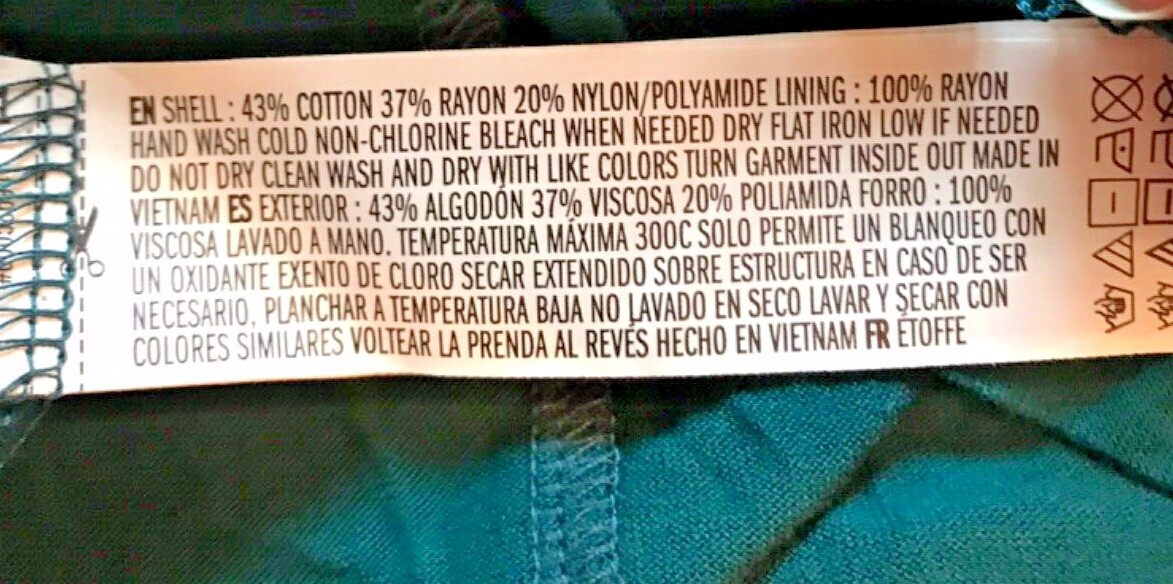 EN SHELL : 43% COTTON 37% RAYON 20% NYLON/POLYAMIDE LINING : 100% RAYON
HAND WASH COLD NON-CHLORINE BLEACH WHEN NEEDED DRY FLAT IRON LOW IF NEEDED
DO NOT DRY CLEAN WASH AND DRY WITH LIKE COLORS TURN GARMENT INSIDE OUT MADE IN
VIETNAM ES EXTERIOR : 43% ALGODÓN 37% VISCOSA 20% POLIAMIDA FORRO : 100%
VISCOSA LAVADO A MANO. TEMPERATURA MÁXIMA 300C SOLO PERMITE UN BLANQUEO CON
UN OXIDANTE EXENTO DE CLORO SECAR EXTENDIDO SOBRE ESTRUCTURA EN CASO DE SER
NECESARIO, PLANCHAR A TEMPERATURA BAJA NO LAVADO EN SECO LAVAR Y SECAR CON
COLORES SIMILARES VOLTEAR LA PRENDA AL REVÉS HECHO EN VIETNAM FR ETOFFE